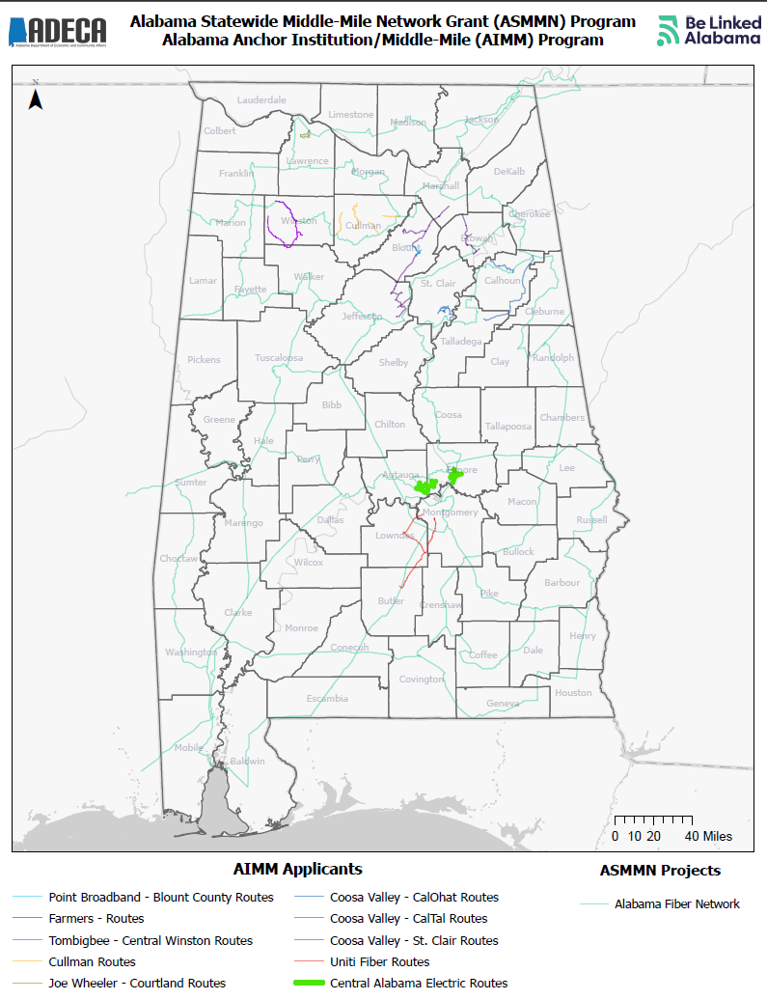 ADECA
Alabama Department of Economic and Community Affairs
Alabama Statewide Middle-Mile Network Grant (ASMMN) Program
Alabama Anchor Institution/Middle-Mile (AIMM) Program
Be Linked
Alabama
N
Lauderdale
Limestone
Madison
Jackson
Colbert
Lawrence
Franklin
Morgan
DeKalb
Marshall
Marion
Winston
Cullman
Cherokee
Etowah
Blount
Lamar
Walker
Fayette
St. Clair
Calhoun
Jefferson
Cleburne
Talladega
Pickens
Tuscaloosa
Shelby
Clay
Randolph
Bibb
Greene
Chilton
Coosa
Tallapoosa
Chambers
Hale
Perry
Autauga
Elmore
Lee
Sumter
Macon
Marengo
Dallas
Montgomery
Russell
Lowndes
Choctaw
Wilcox
Bullock
Barbour
Clarke
Butler
Crenshaw
Pike
Monroe
Washington
Conecuh
Coffee
Dale
Henry
Covington
Escambia
Geneva
Houston
Mobile
Baldwin
0 10 20 40 Miles
AIMM Applicants
Point Broadband - Blount County Routes
Farmers - Routes
Tombigbee - Central Winston Routes
Cullman Routes
Joe Wheeler - Courtland Routes
Coosa Valley - CalOhat Routes
Coosa Valley - CalTal Routes
Coosa Valley - St. Clair Routes
Uniti Fiber Routes
Central Alabama Electric Routes
ASMMN Projects
Alabama Fiber Network